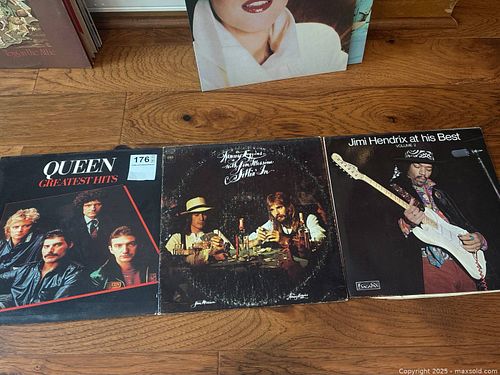 QUEEN
GREATEST HITS
176
Kenny Loggins
with Jim Messina
Sittin' In
Jimi Hendrix at his Best
VOLUME 2
Copyright 2025 - maxsold.com